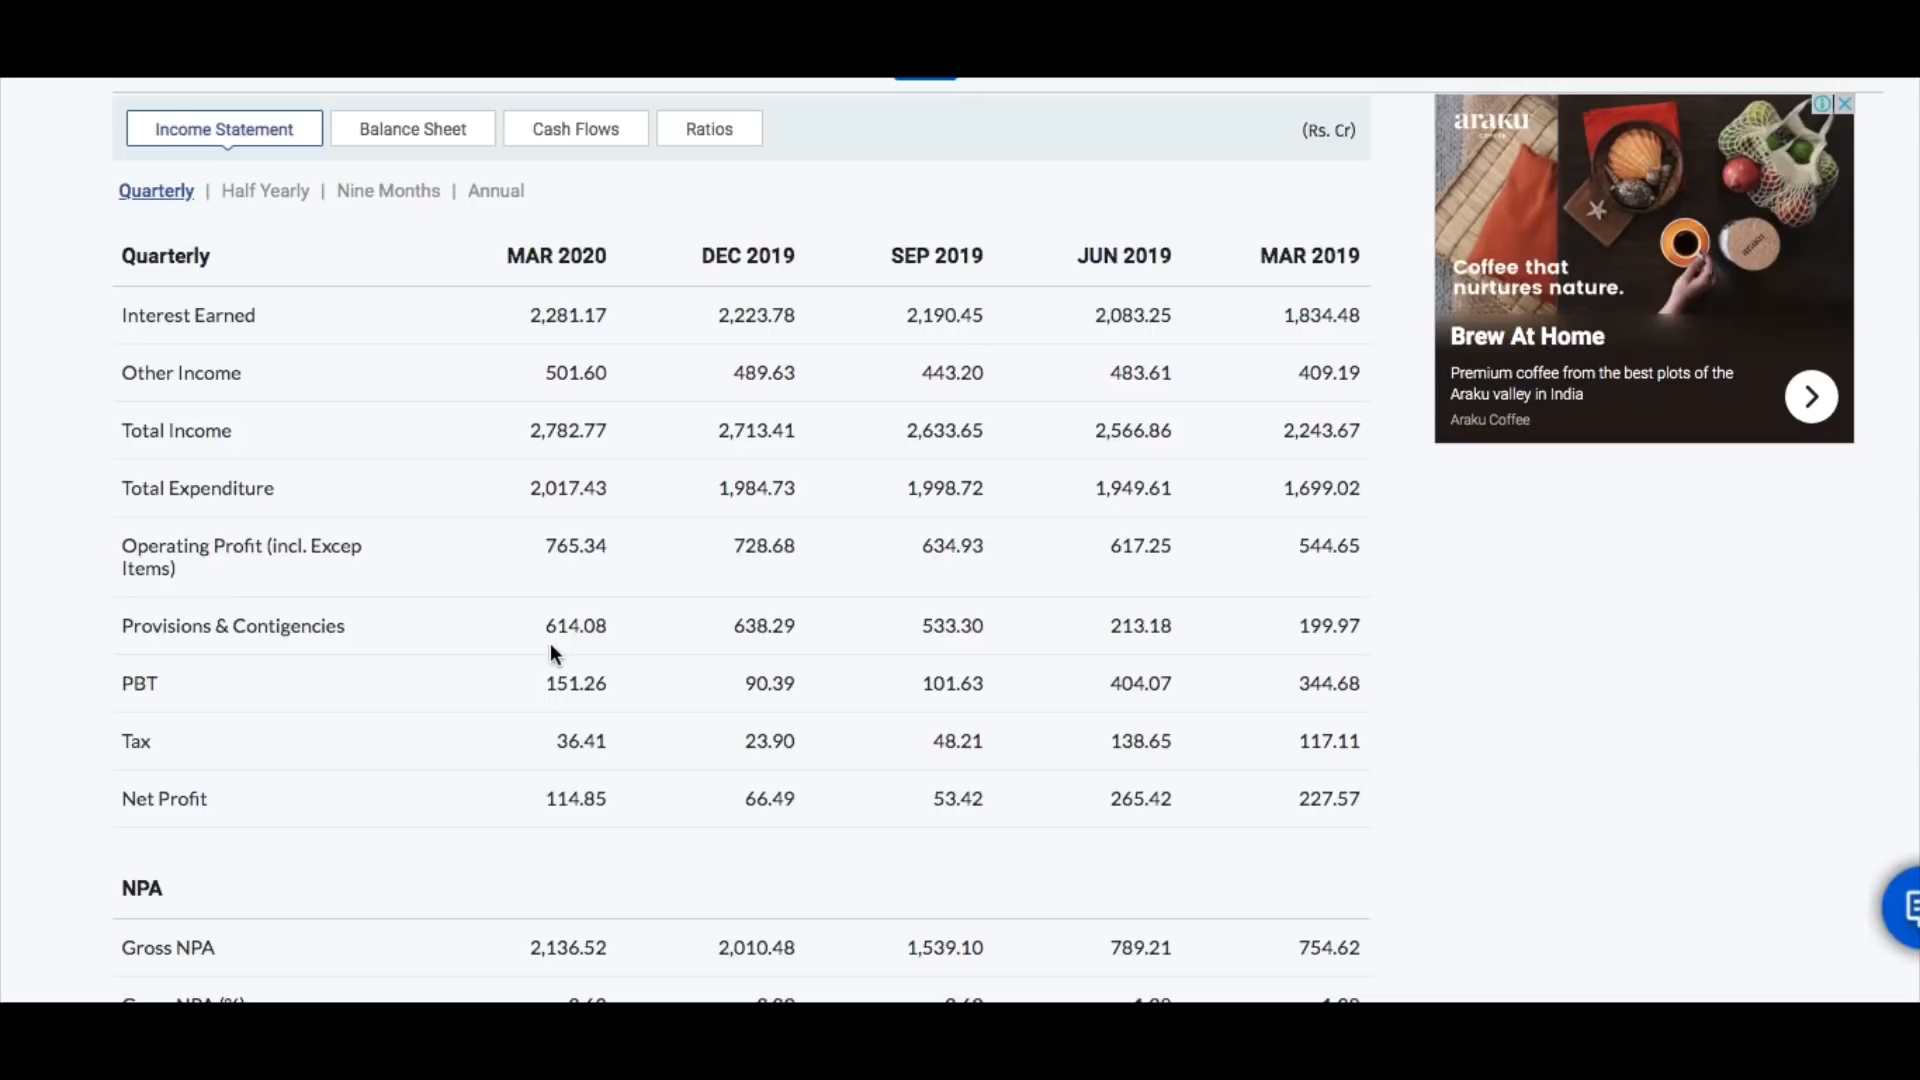 Income Statement Balance Sheet Cash Flows Ratios (Rs. Cr)
Quarterly | Half Yearly | Nine Months | Annual
Quarterly MAR 2020 DEC 2019 SEP 2019 JUN 2019 MAR 2019
Interest Earned 2,281.17 2,223.78 2,190.45 2,083.25 1,834.48
Other Income 501.60 489.63 443.20 483.61 409.19
Total Income 2,782.77 2,713.41 2,633.65 2,566.86 2,243.67
Total Expenditure 2,017.43 1,984.73 1,998.72 1,949.61 1,699.02
Operating Profit (incl. Excep 765.34 728.68 634.93 617.25 544.65
Items)
Provisions & Contigencies 614.08 638.29 533.30 213.18 199.97
PBT 151.26 90.39 101.63 404.07 344.68
Tax 36.41 23.90 48.21 138.65 117.11
Net Profit 114.85 66.49 53.42 265.42 227.57
NPA
Gross NPA 2,136.52 2,010.48 1,539.10 789.21 754.62
araku
Coffee that
nurtures nature.
Brew At Home
Premium coffee from the best plots of the
Araku valley in India
Araku Coffee